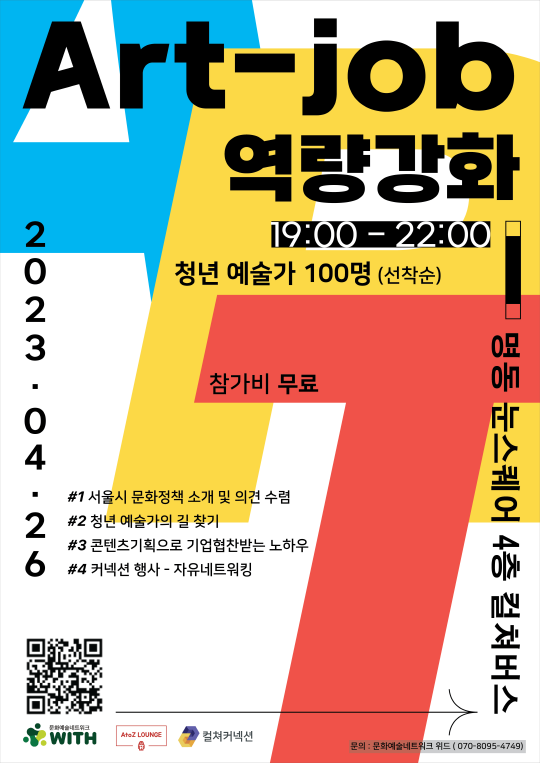 Art-job
역량강화
19:00 - 22:00
청년 예술가 100명 (선착순)
2023.04.26
명동 눈스퀘어 4층 컬쳐버스
참가비 무료
#1 서울시 문화정책 소개 및 의견 수렴
#2 청년 예술가의 길 찾기
#3 콘텐츠기획으로 기업협찬받는 노하우
#4 커넥션 행사 - 자유네트워킹
문화예술네트워크
WITH
AtoZ LOUNGE
컬쳐커넥션
문의 : 문화예술네트워크 위드 ( 070-8095-4749)